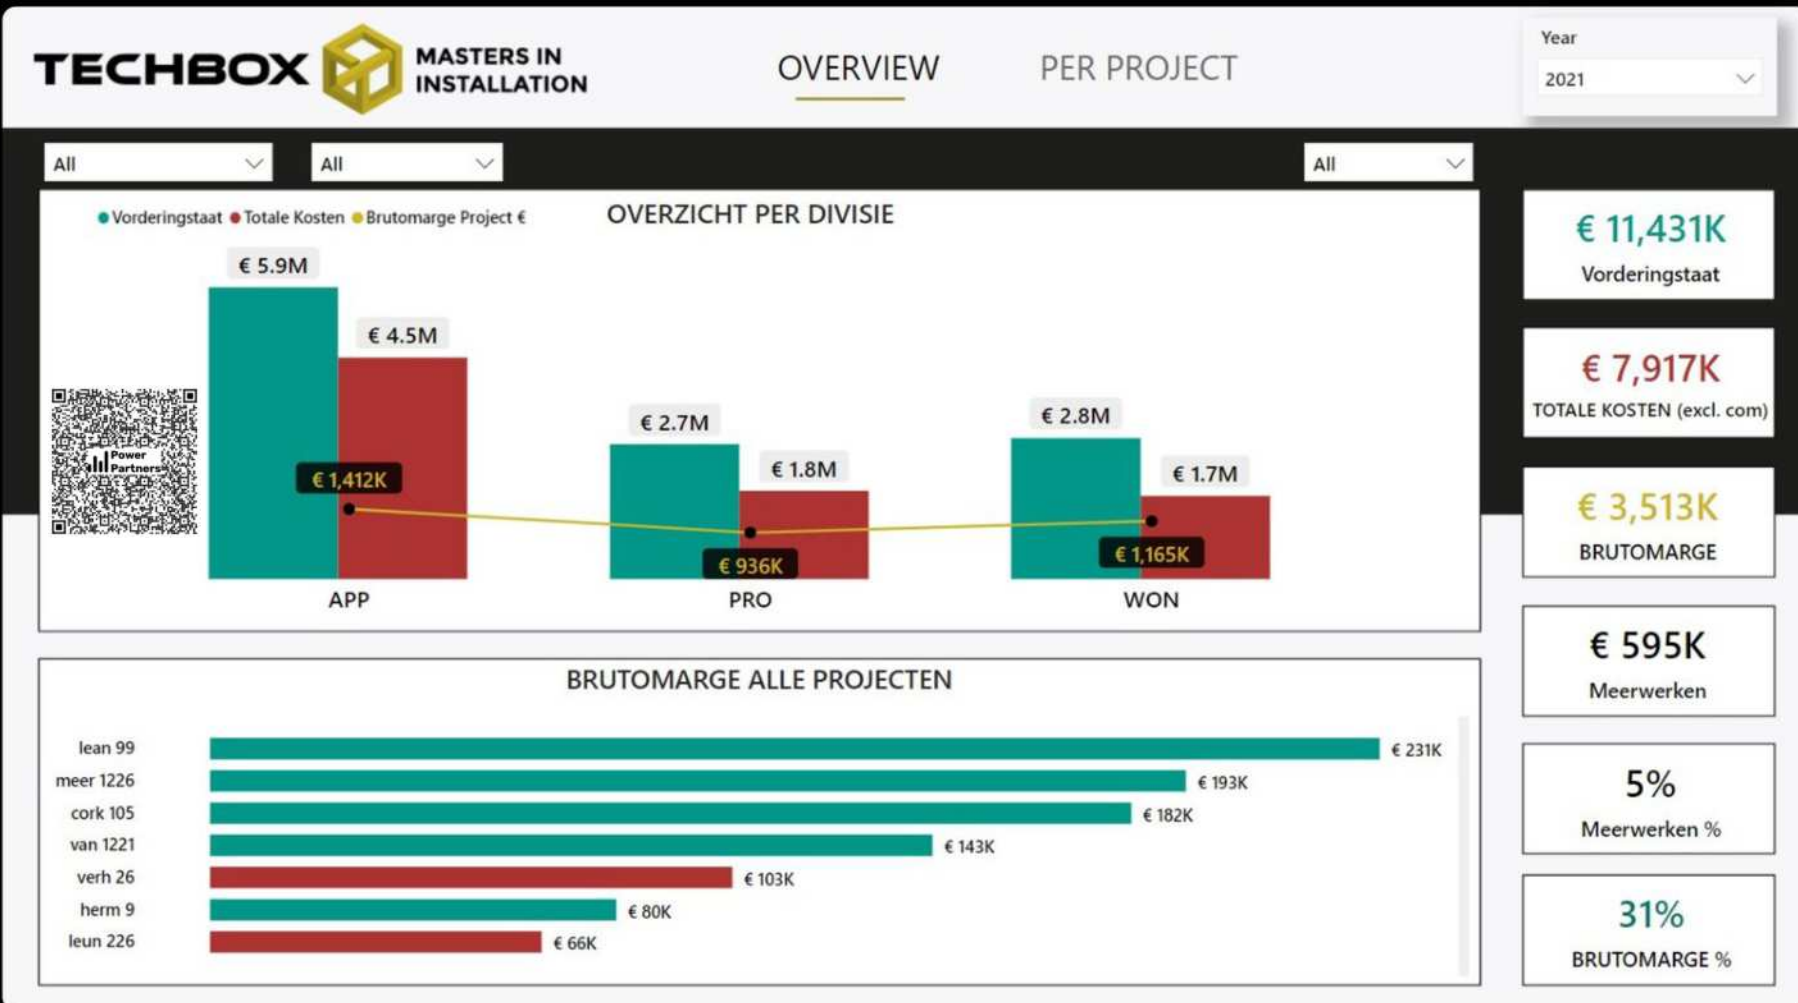 TECHBOX
MASTERS IN
INSTALLATION
OVERVIEW
PER PROJECT
Year
2021
All
All
All
Vorderingstaat Totale Kosten Brutomarge Project €
OVERZICHT PER DIVISIE
€ 5.9M
€ 4.5M
€ 1,412K
€ 2.7M
€ 1.8M
€ 936K
€ 2.8M
€ 1.7M
€ 1,165K
Power
Partners
APP
PRO
WON
€ 11,431K
Vorderingstaat
€ 7,917K
TOTALE KOSTEN (excl. com)
€ 3,513K
BRUTOMARGE
€ 595K
Meerwerken
5%
Meerwerken %
31%
BRUTOMARGE %
BRUTOMARGE ALLE PROJECTEN
lean 99 € 231K
meer 1226 € 193K
cork 105 € 182K
van 1221 € 143K
verh 26 € 103K
herm 9 € 80K
leun 226 € 66K